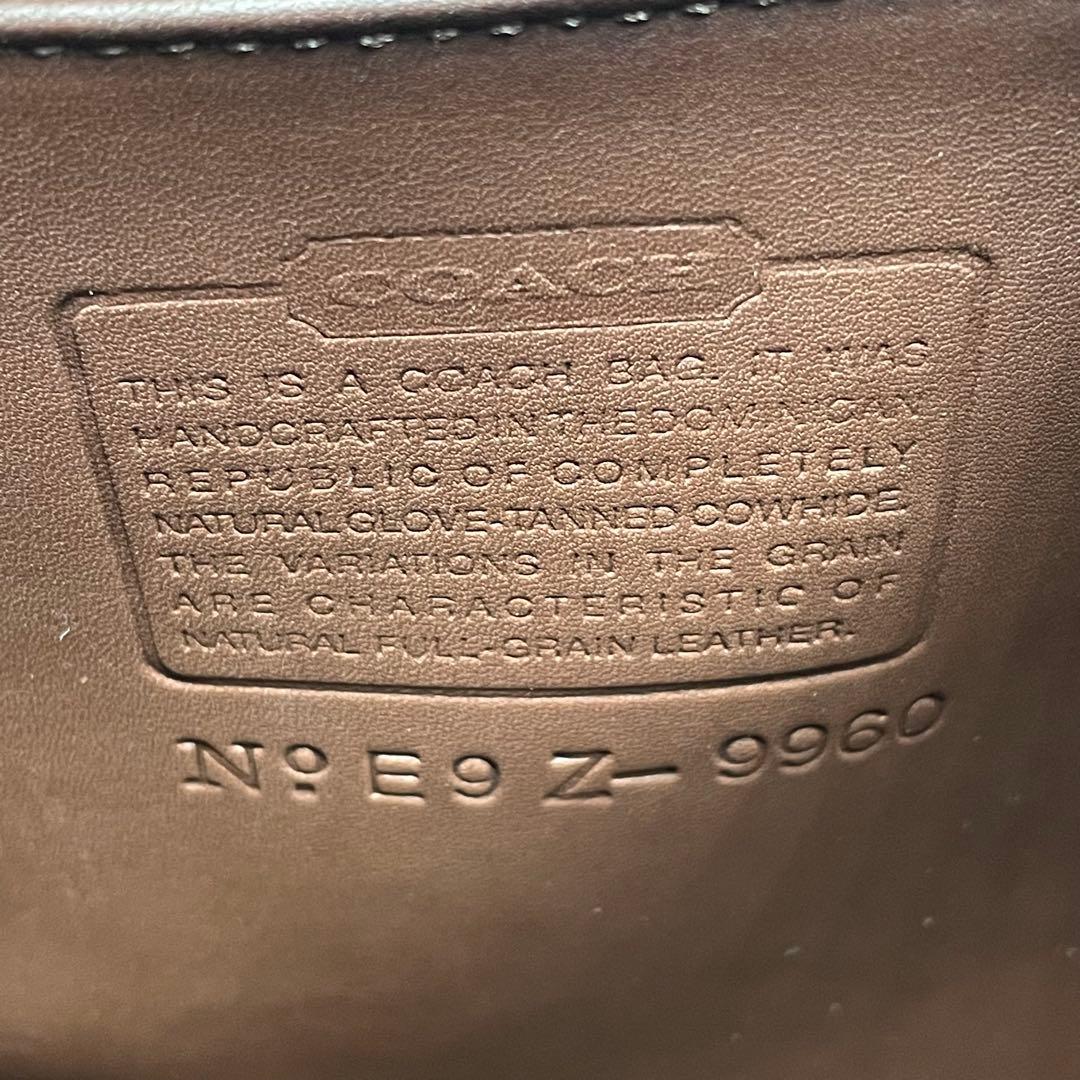 COACH
THIS IS A COACH BAG. IT WAS
HANDCRAFTED IN THE DOMINICAN
REPUBLIC OF COMPLETELY
NATURAL GLOVE-TANNED COWHIDE.
THE VARIATIONS IN THE GRAIN
ARE CHARACTERISTIC OF
NATURAL FULL-GRAIN LEATHER.
Nº E9Z-9960